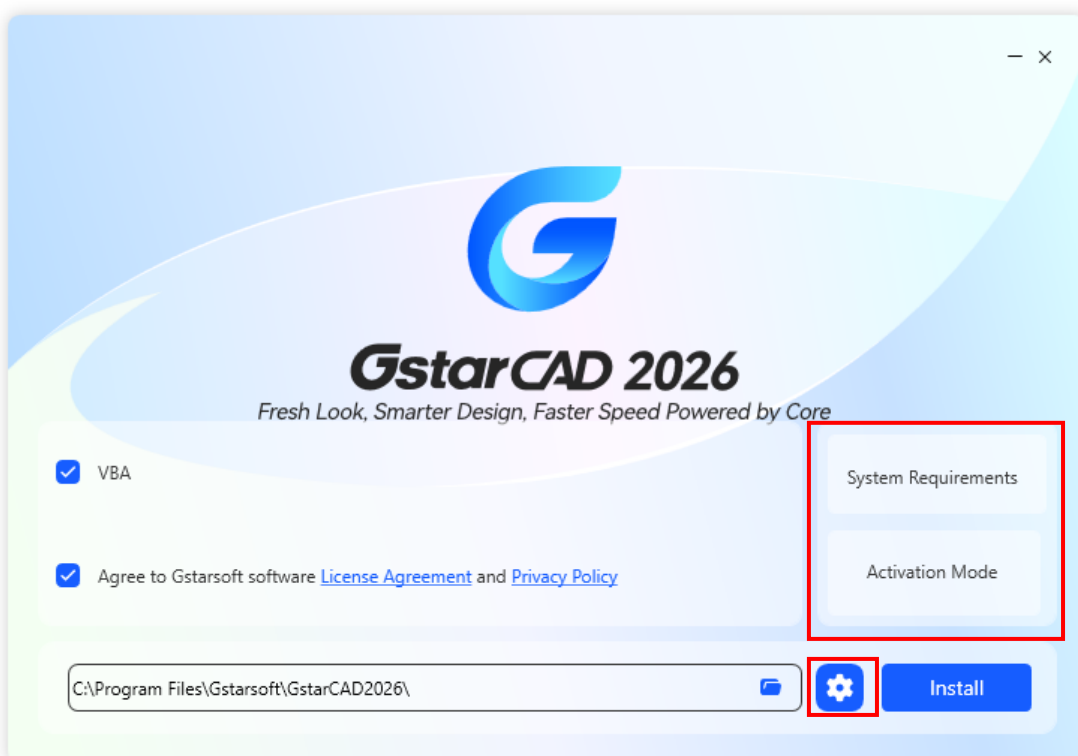 GstarCAD 2026
Fresh Look, Smarter Design, Faster Speed Powered by Core
VBA
System Requirements
Agree to Gstarsoft software License Agreement and Privacy Policy
Activation Mode
C:\Program Files\Gstarsoft\GstarCAD2026\
Install